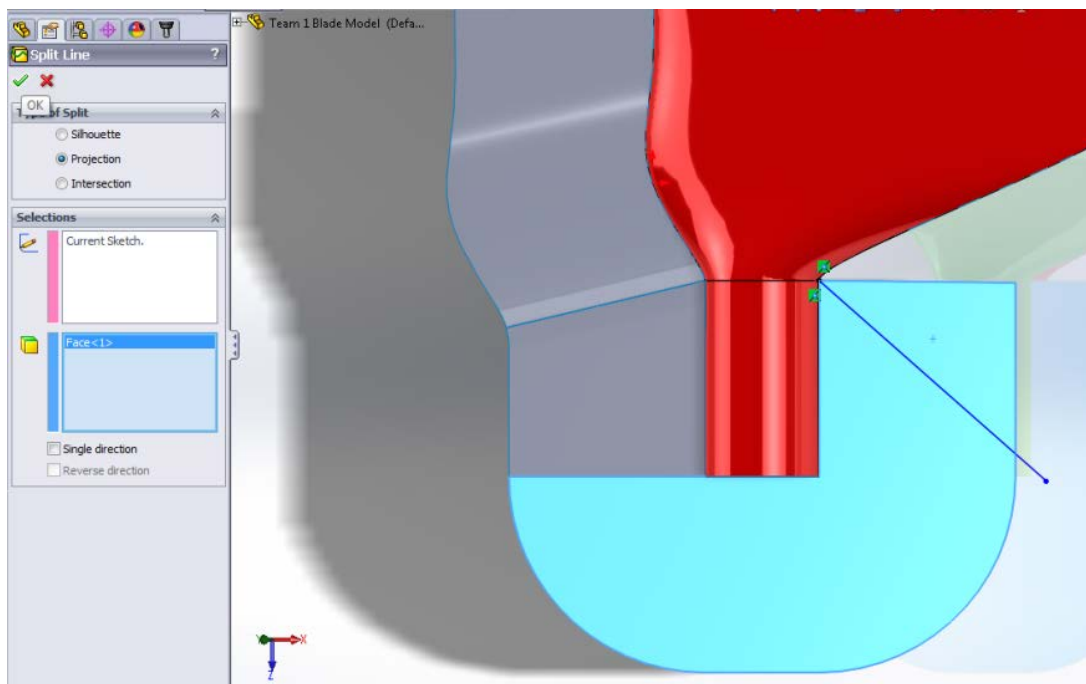 Team 1 Blade Model (Defa...
Split Line
?
OK
of Split
Silhouette
Projection
Intersection
Selections
Current Sketch.
Face<1>
Single direction
Reverse direction
Y
X
Z